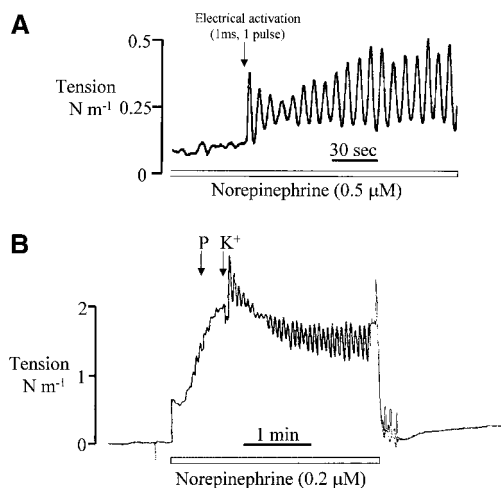 A
Electrical activation
(1ms, 1 pulse)
0.5
Tension
N m-1
0.25
0
30 sec
Norepinephrine (0.5 µM)
B
P K+
2
Tension
N m-1
1
0
1 min
Norepinephrine (0.2 µM)